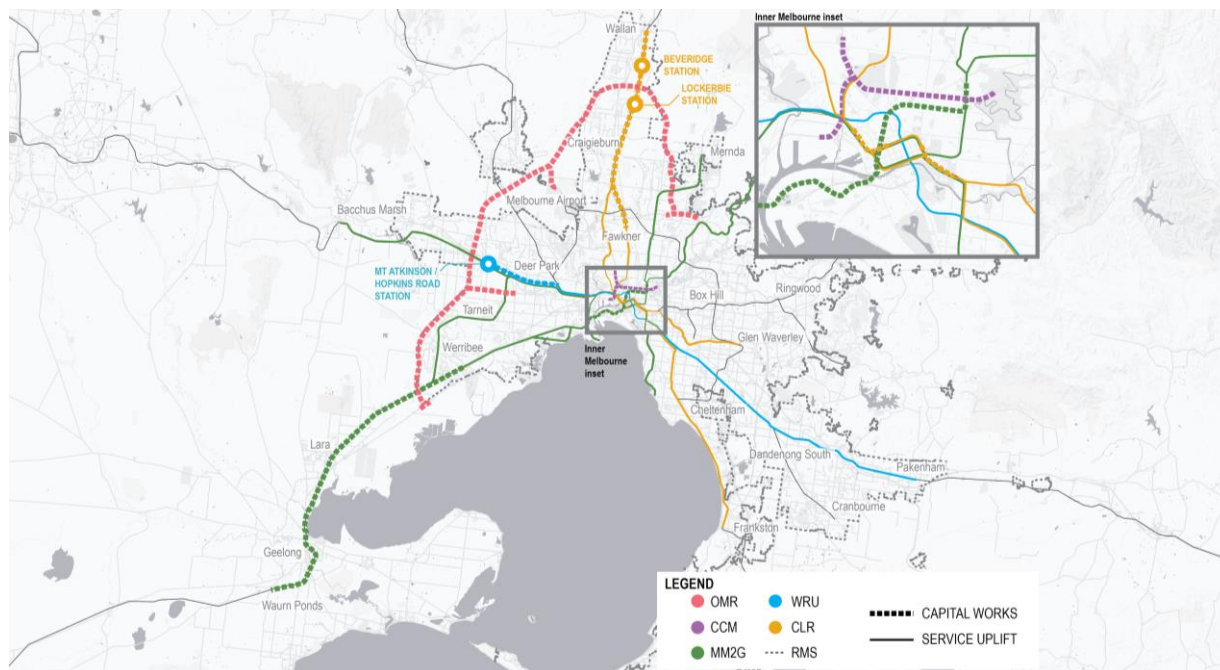 Inner Melbourne inset
Wallan
BEVERIDGE
STATION
LOCKERBIE
STATION
Craigieburn
Mernda
Melbourne Airport
Bacchus Marsh
Fawkner
MT ATKINSON /
HOPKINS ROAD
STATION
Deer Park
Box Hill
Ringwood
Tarneit
Werribee
Glen Waverley
Inner
Melbourne
inset
Cheltenham
Lara
Dandenong South
Pakenham
Cranbourne
Frankston
Geelong
Waurn Ponds
LEGEND
OMR
WRU
CAPITAL WORKS
CCM
CLR
SERVICE UPLIFT
MM2G
RMS